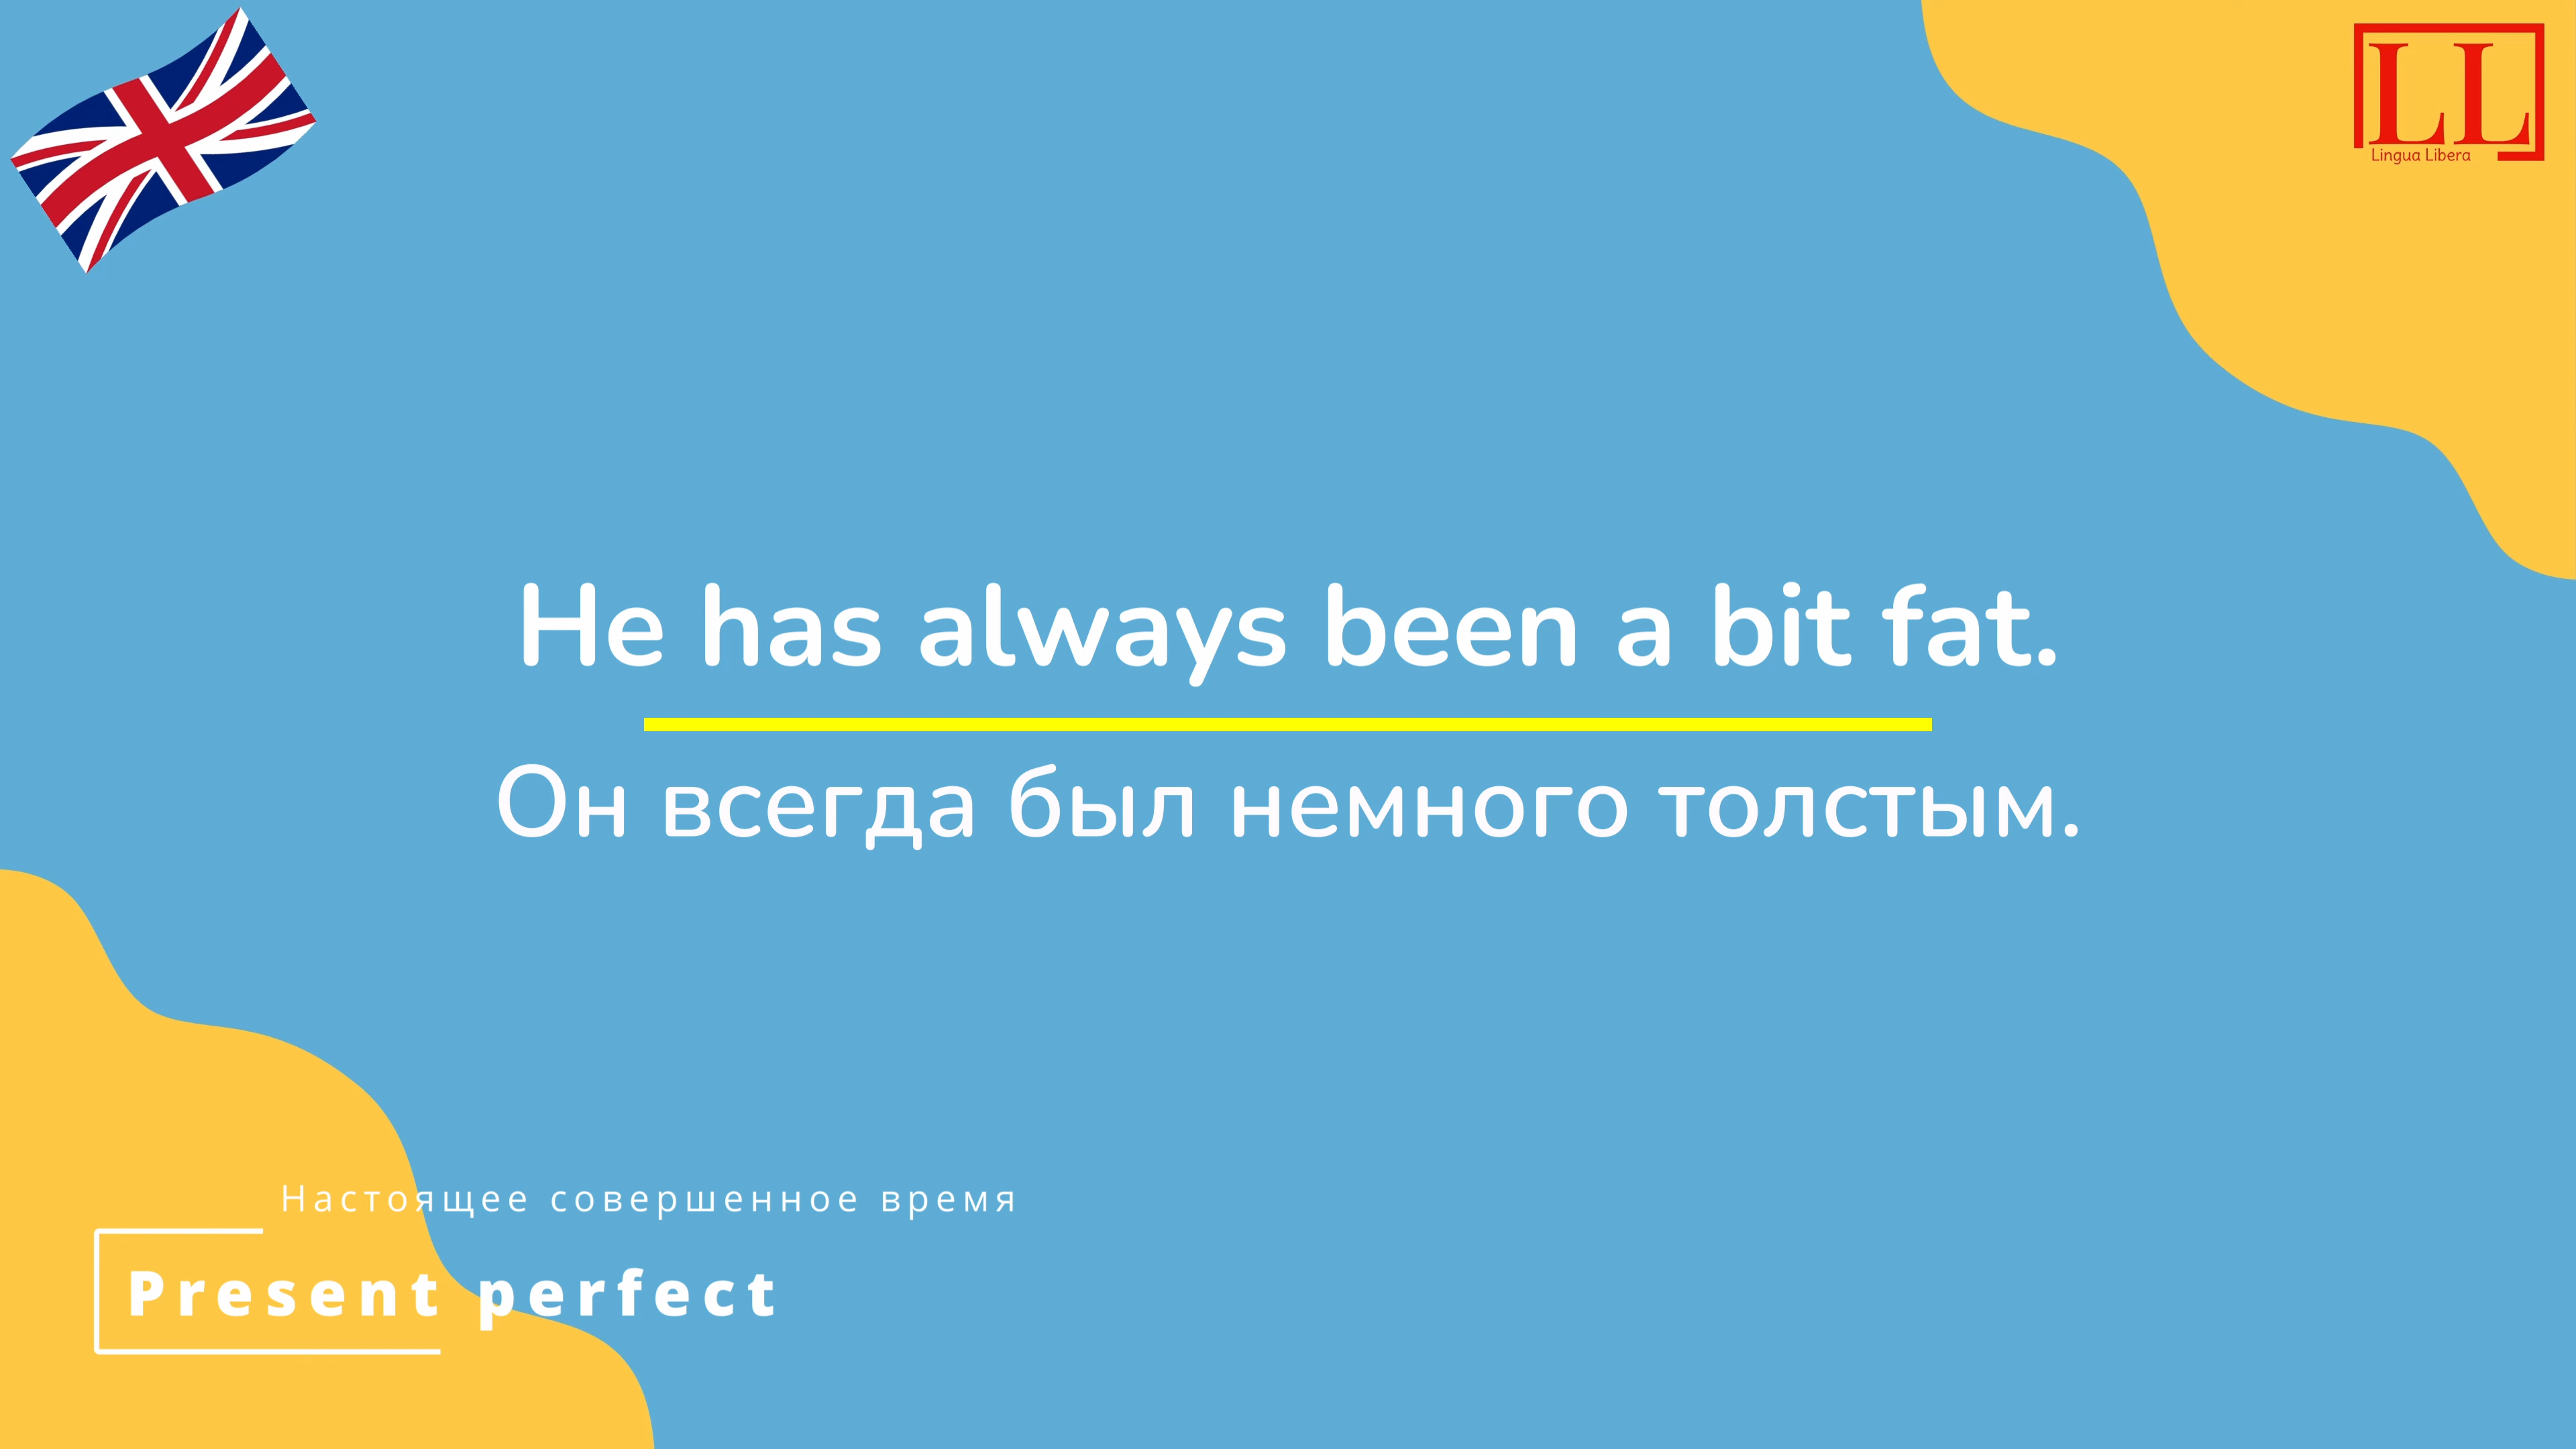 LL
Lingua Libera
He has always been a bit fat.
Он всегда был немного толстым.
Настоящее совершенное время
Present perfect